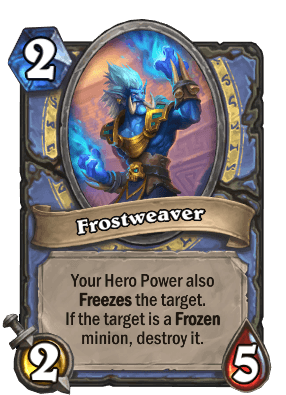 2
Frostweaver
Your Hero Power also
Freezes the target.
If the target is a Frozen
minion, destroy it.
2
5